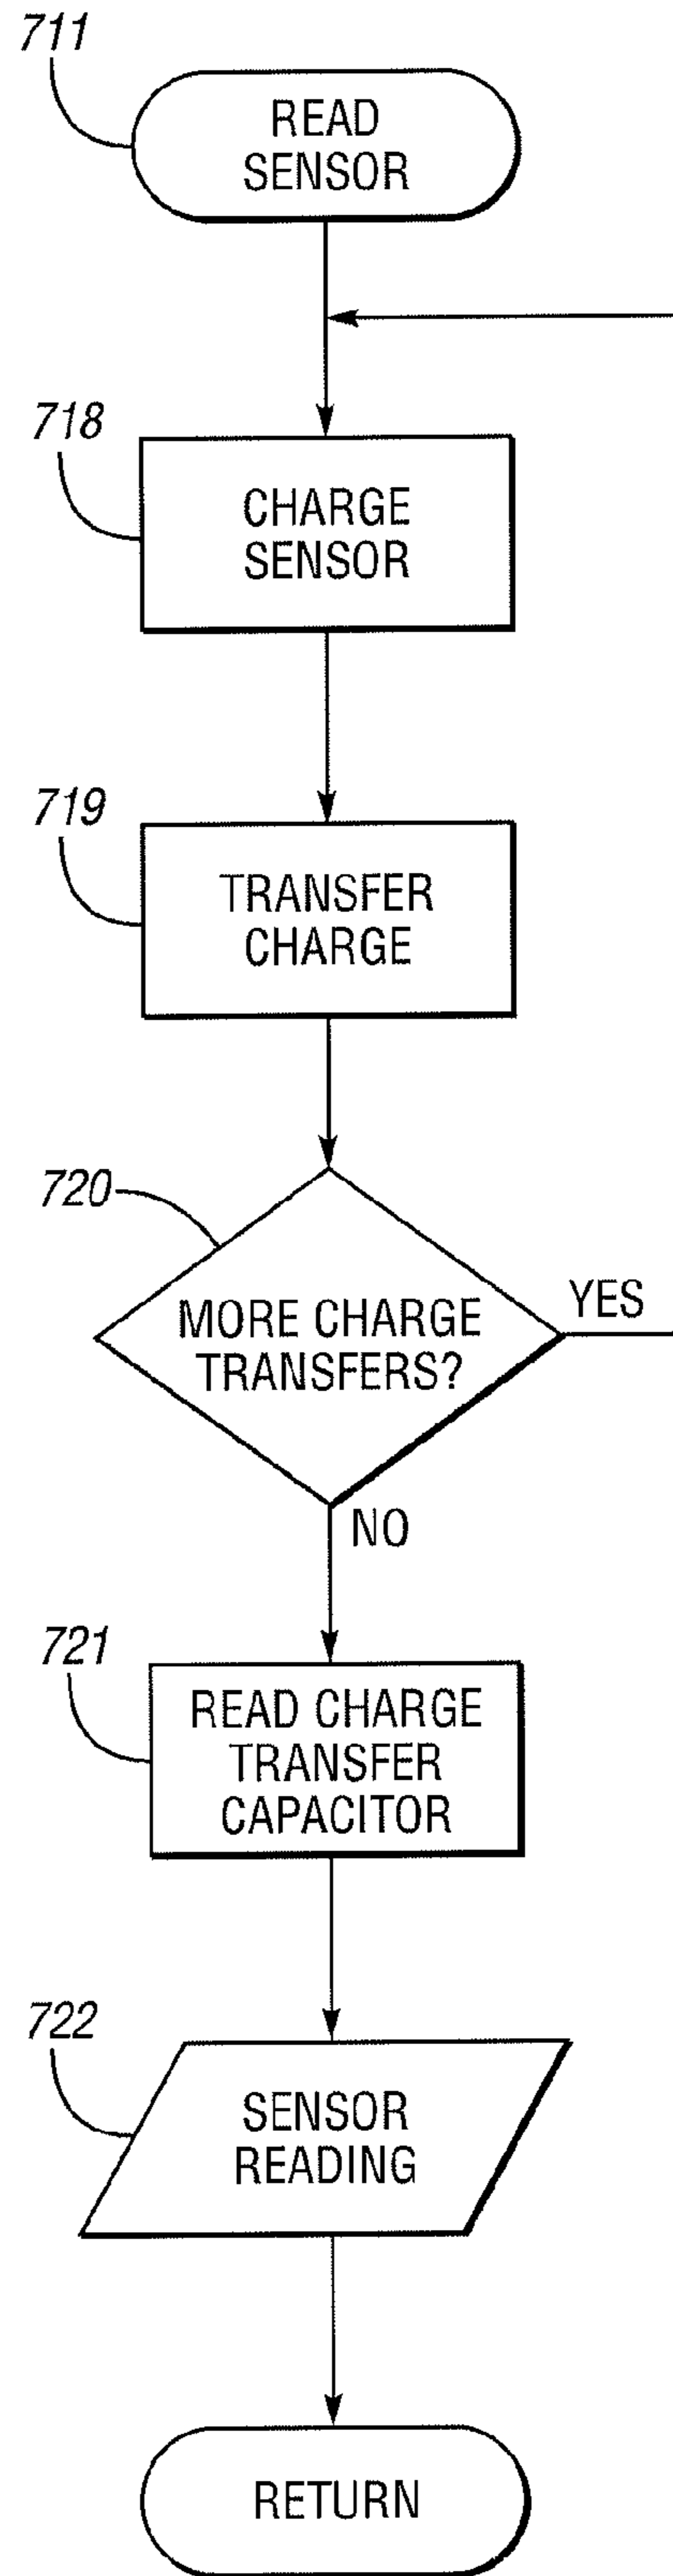 711
READ
SENSOR
718
CHARGE
SENSOR
719
TRANSFER
CHARGE
720
MORE CHARGE
TRANSFERS?
YES
NO
721
READ CHARGE
TRANSFER
CAPACITOR
722
SENSOR
READING
RETURN